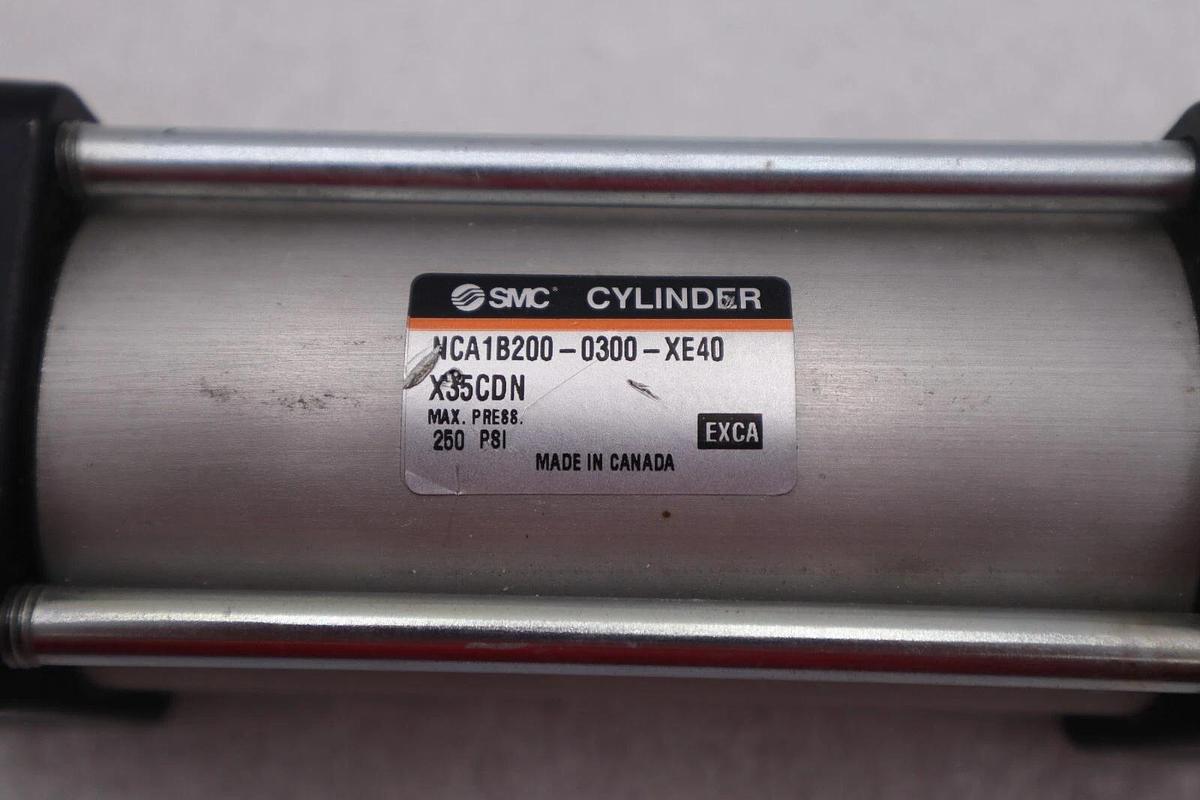 SMC® CYLINDER
NCA1B200-0300-XE40
X35CDN
MAX. PRESS.
250 PSI
EXCA
MADE IN CANADA